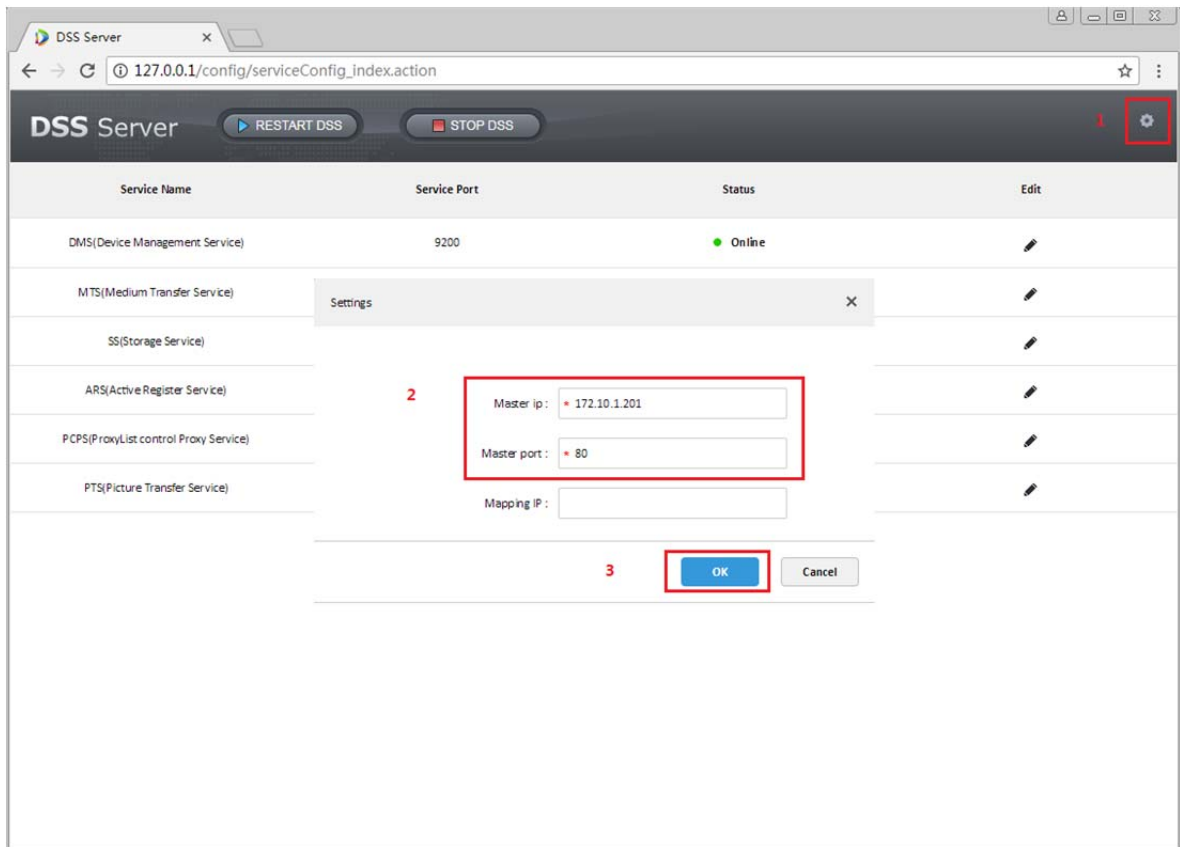 DSS Server
127.0.0.1/config/serviceConfig_index.action
DSS Server RESTART DSS STOP DSS 1
Service Name Service Port Status Edit
DMS(Device Management Service) 9200 Online
MTS(Medium Transfer Service)
Settings
SS(Storage Service)
ARS(Active Register Service)
2
Master ip : * 172.10.1.201
PCPS(ProxyList control Proxy Service)
Master port : * 80
PTS(Picture Transfer Service)
Mapping IP :
3 OK Cancel